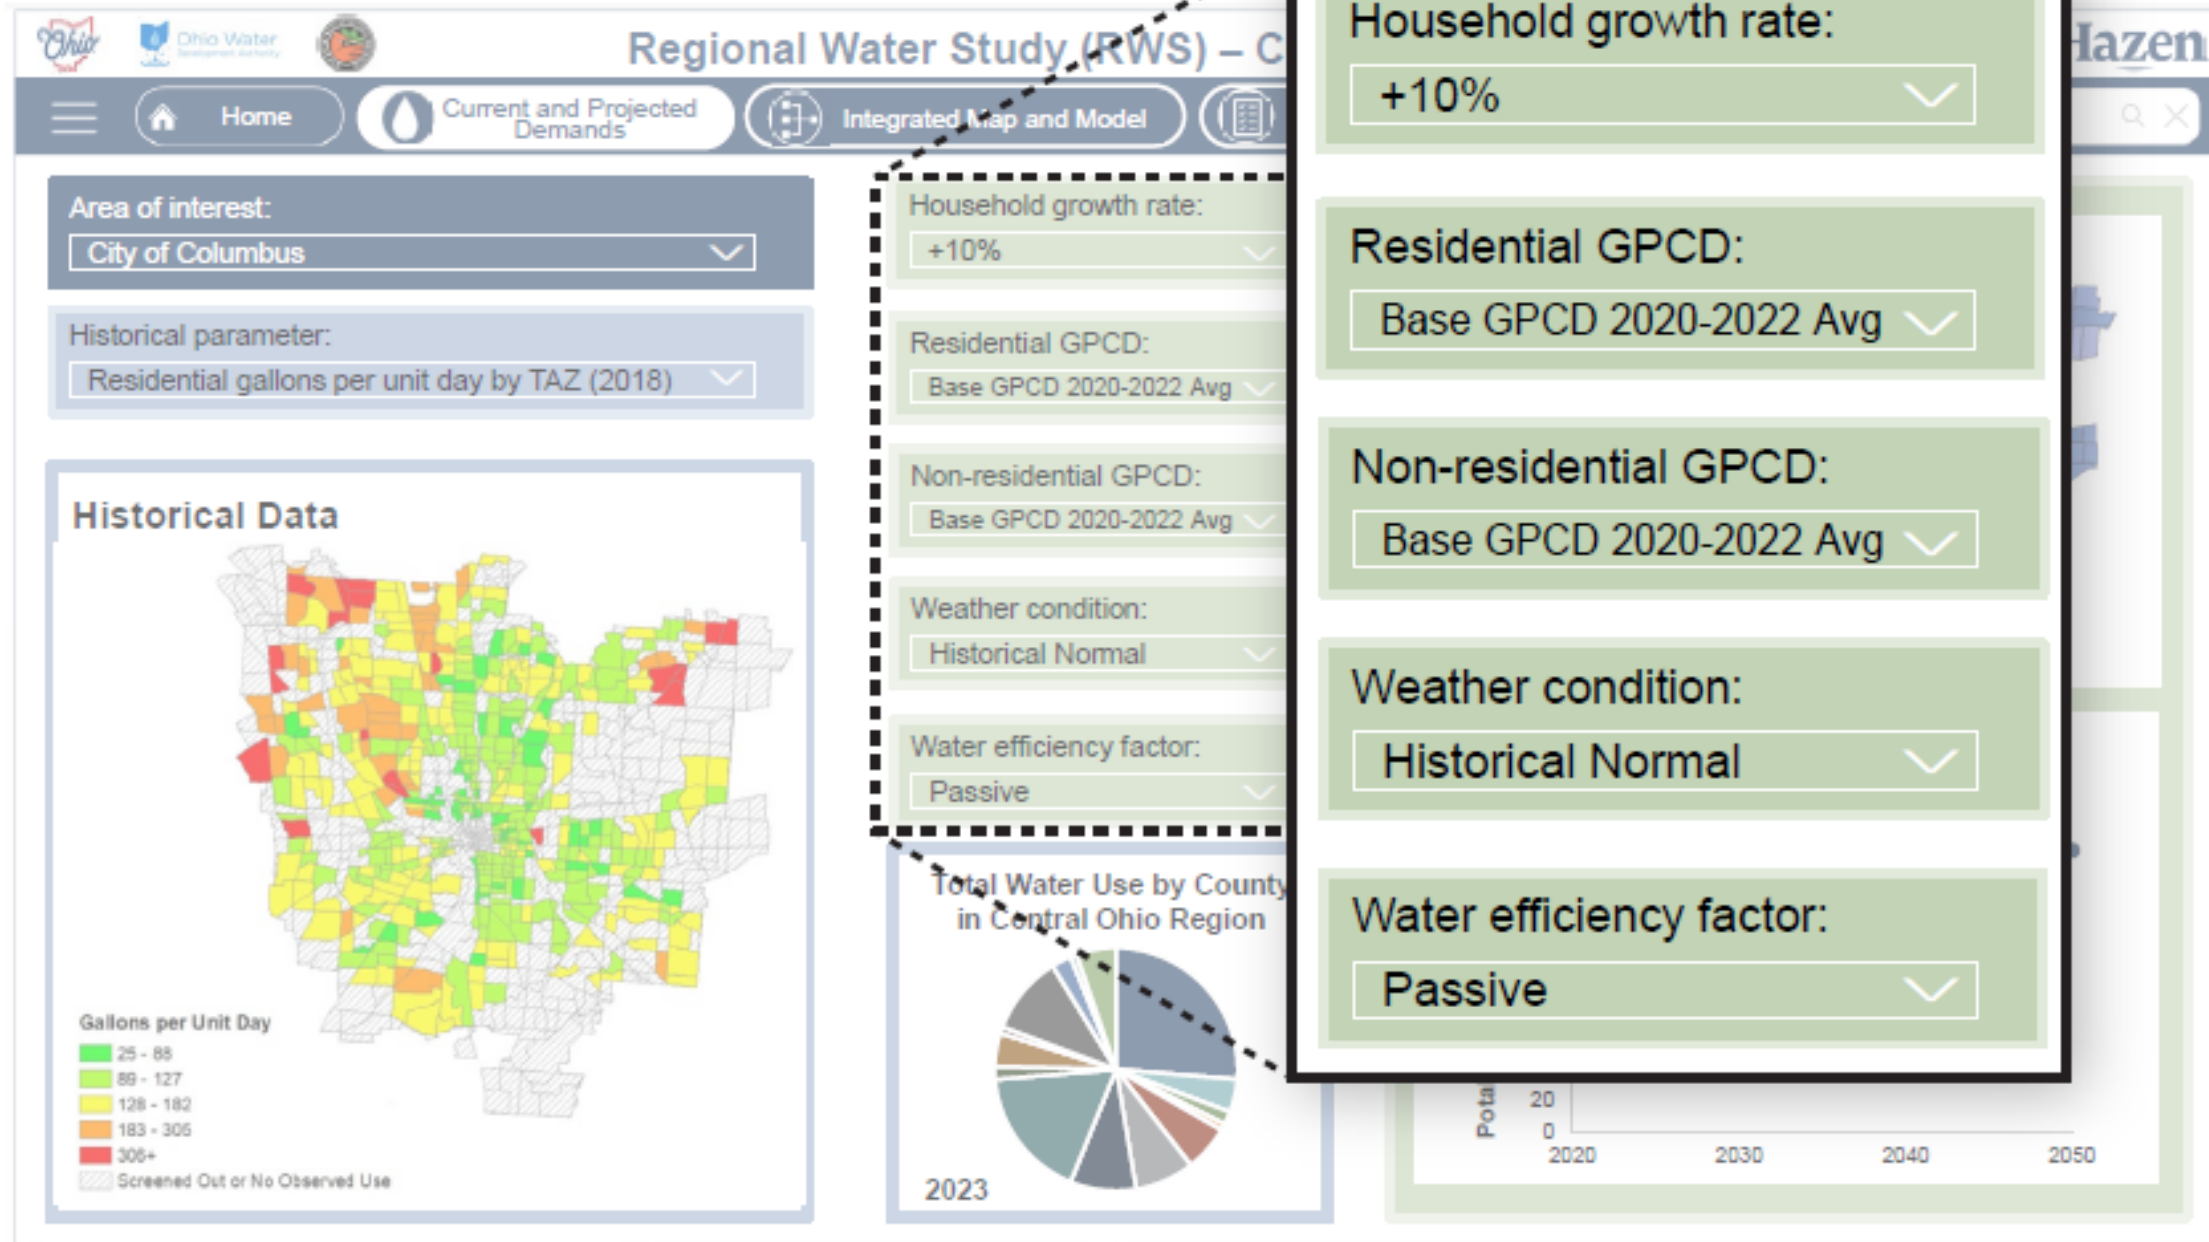 Ohio
Ohio Water
Development Authority
Regional Water Study (RWS) – C
Hazen
Home
Current and Projected
Demands
Integrated Map and Model
Area of interest:
City of Columbus
Historical parameter:
Residential gallons per unit day by TAZ (2018)
Historical Data
Gallons per Unit Day
25 - 88
89 - 127
128 - 182
183 - 305
306+
Screened Out or No Observed Use
Household growth rate:
+10%
Residential GPCD:
Base GPCD 2020-2022 Avg
Non-residential GPCD:
Base GPCD 2020-2022 Avg
Weather condition:
Historical Normal
Water efficiency factor:
Passive
Total Water Use by County
in Central Ohio Region
2023
Household growth rate:
+10%
Residential GPCD:
Base GPCD 2020-2022 Avg
Non-residential GPCD:
Base GPCD 2020-2022 Avg
Weather condition:
Historical Normal
Water efficiency factor:
Passive
Pota
20
0
2020 2030 2040 2050